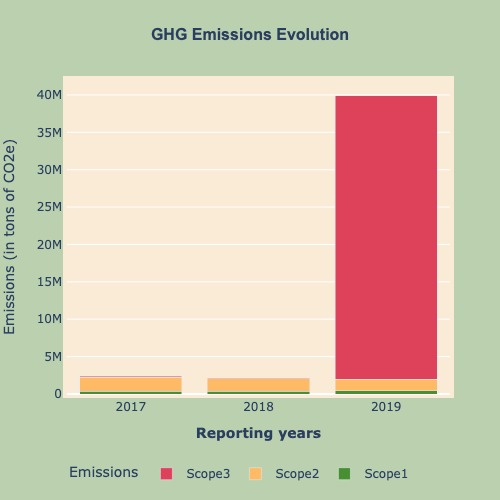 GHG Emissions Evolution
Emissions (in tons of CO2e)
40M
35M
30M
25M
20M
15M
10M
5M
0
2017 2018 2019
Reporting years
Emissions Scope3 Scope2 Scope1